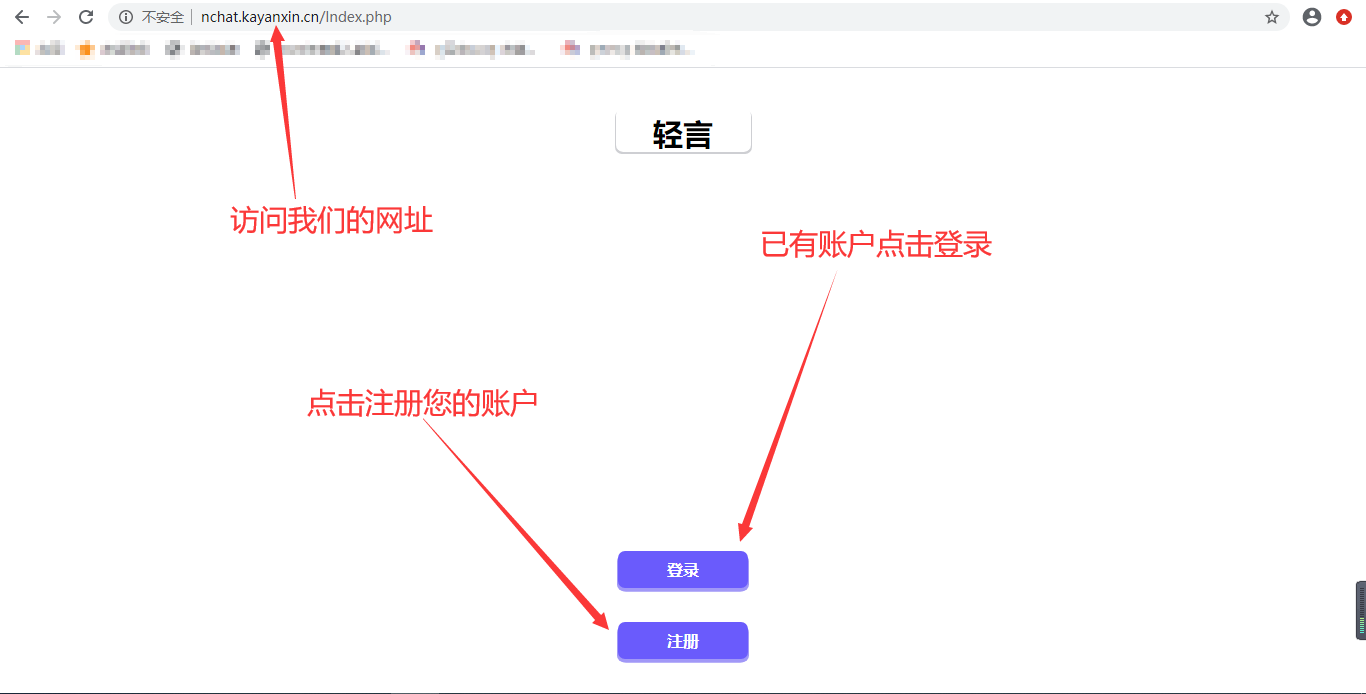 不安全 nchat.kayanxin.cn/Index.php
轻言
访问我们的网址
已有账户点击登录
点击注册您的账户
登录
注册